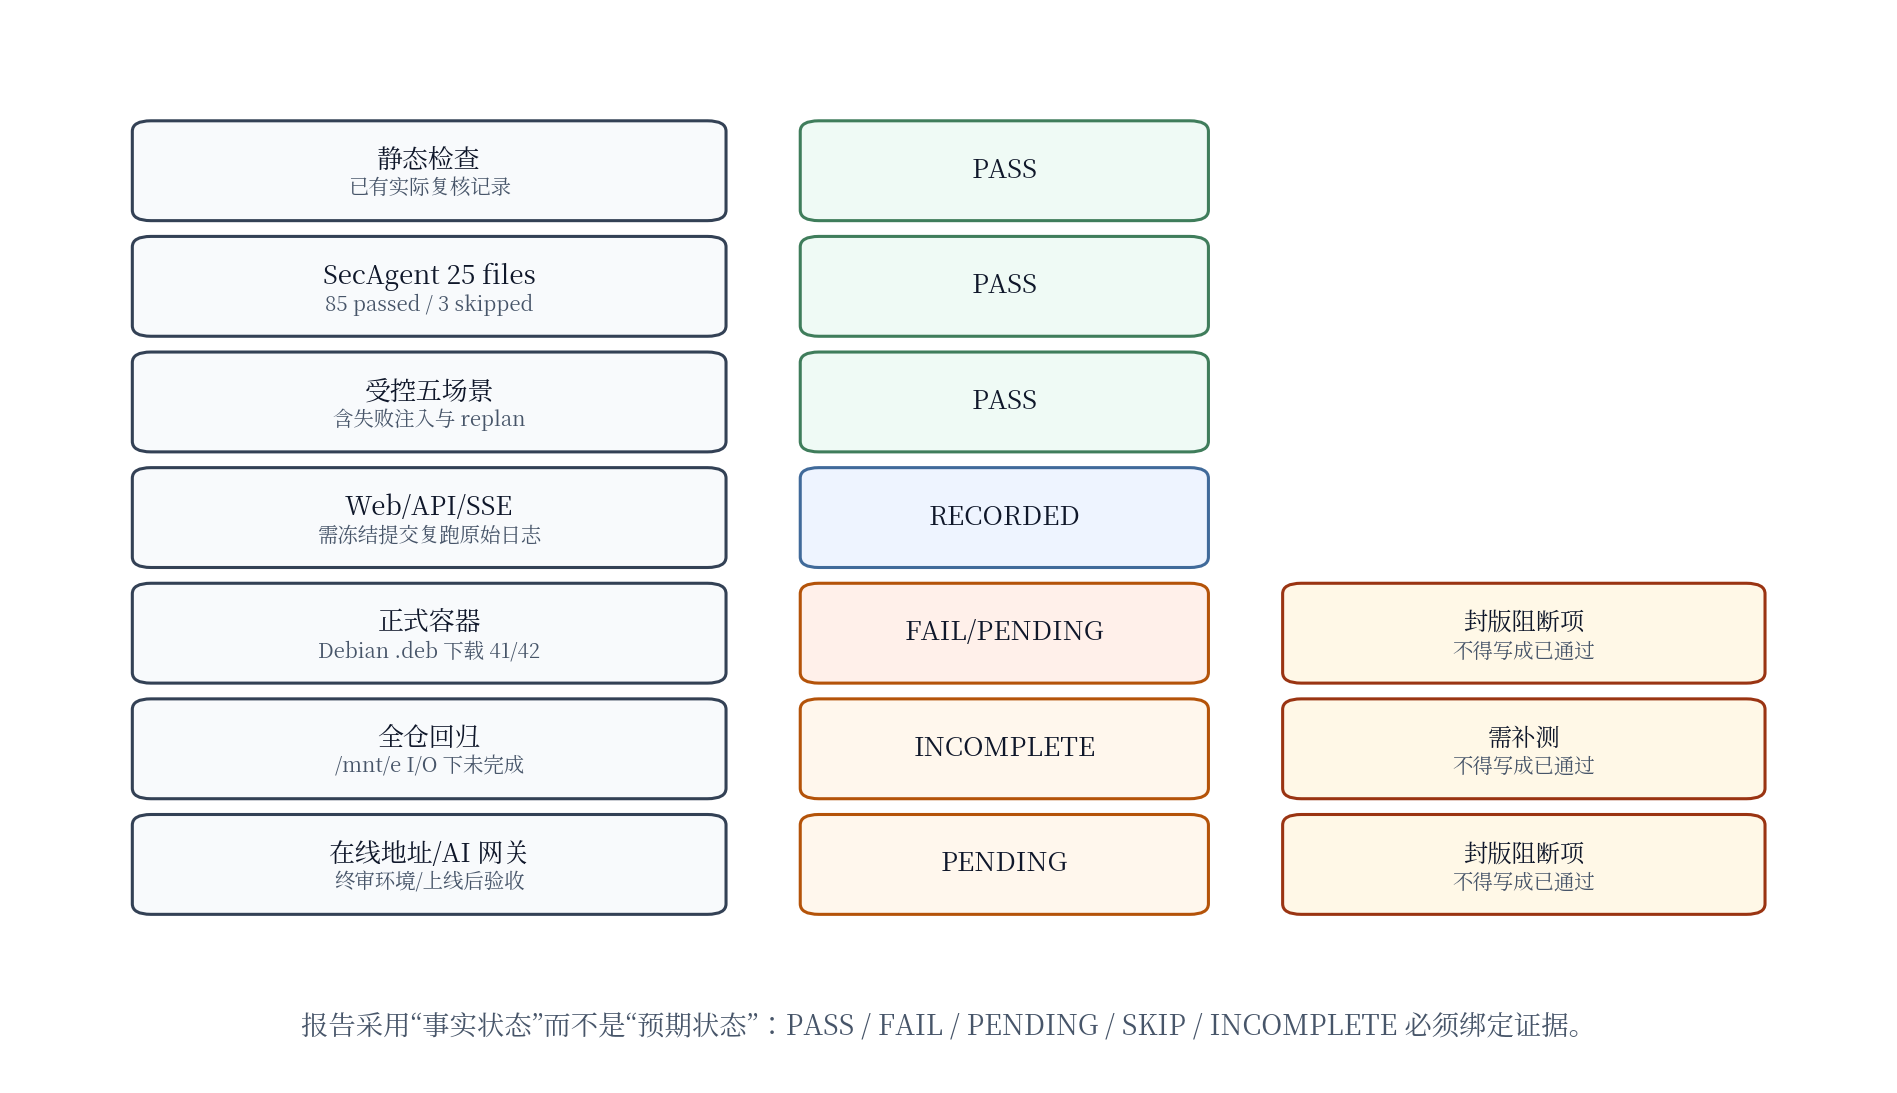 静态检查
已有实际复核记录
PASS
SecAgent 25 files
85 passed / 3 skipped
PASS
受控五场景
含失败注入与 replan
PASS
Web/API/SSE
需冻结提交复跑原始日志
RECORDED
正式容器
Debian .deb 下载 41/42
FAIL/PENDING
封版阻断项
不得写成已通过
全仓回归
/mnt/e I/O 下未完成
INCOMPLETE
需补测
不得写成已通过
在线地址/AI 网关
终审环境/上线后验收
PENDING
封版阻断项
不得写成已通过
报告采用“事实状态”而不是“预期状态”：PASS / FAIL / PENDING / SKIP / INCOMPLETE 必须绑定证据。